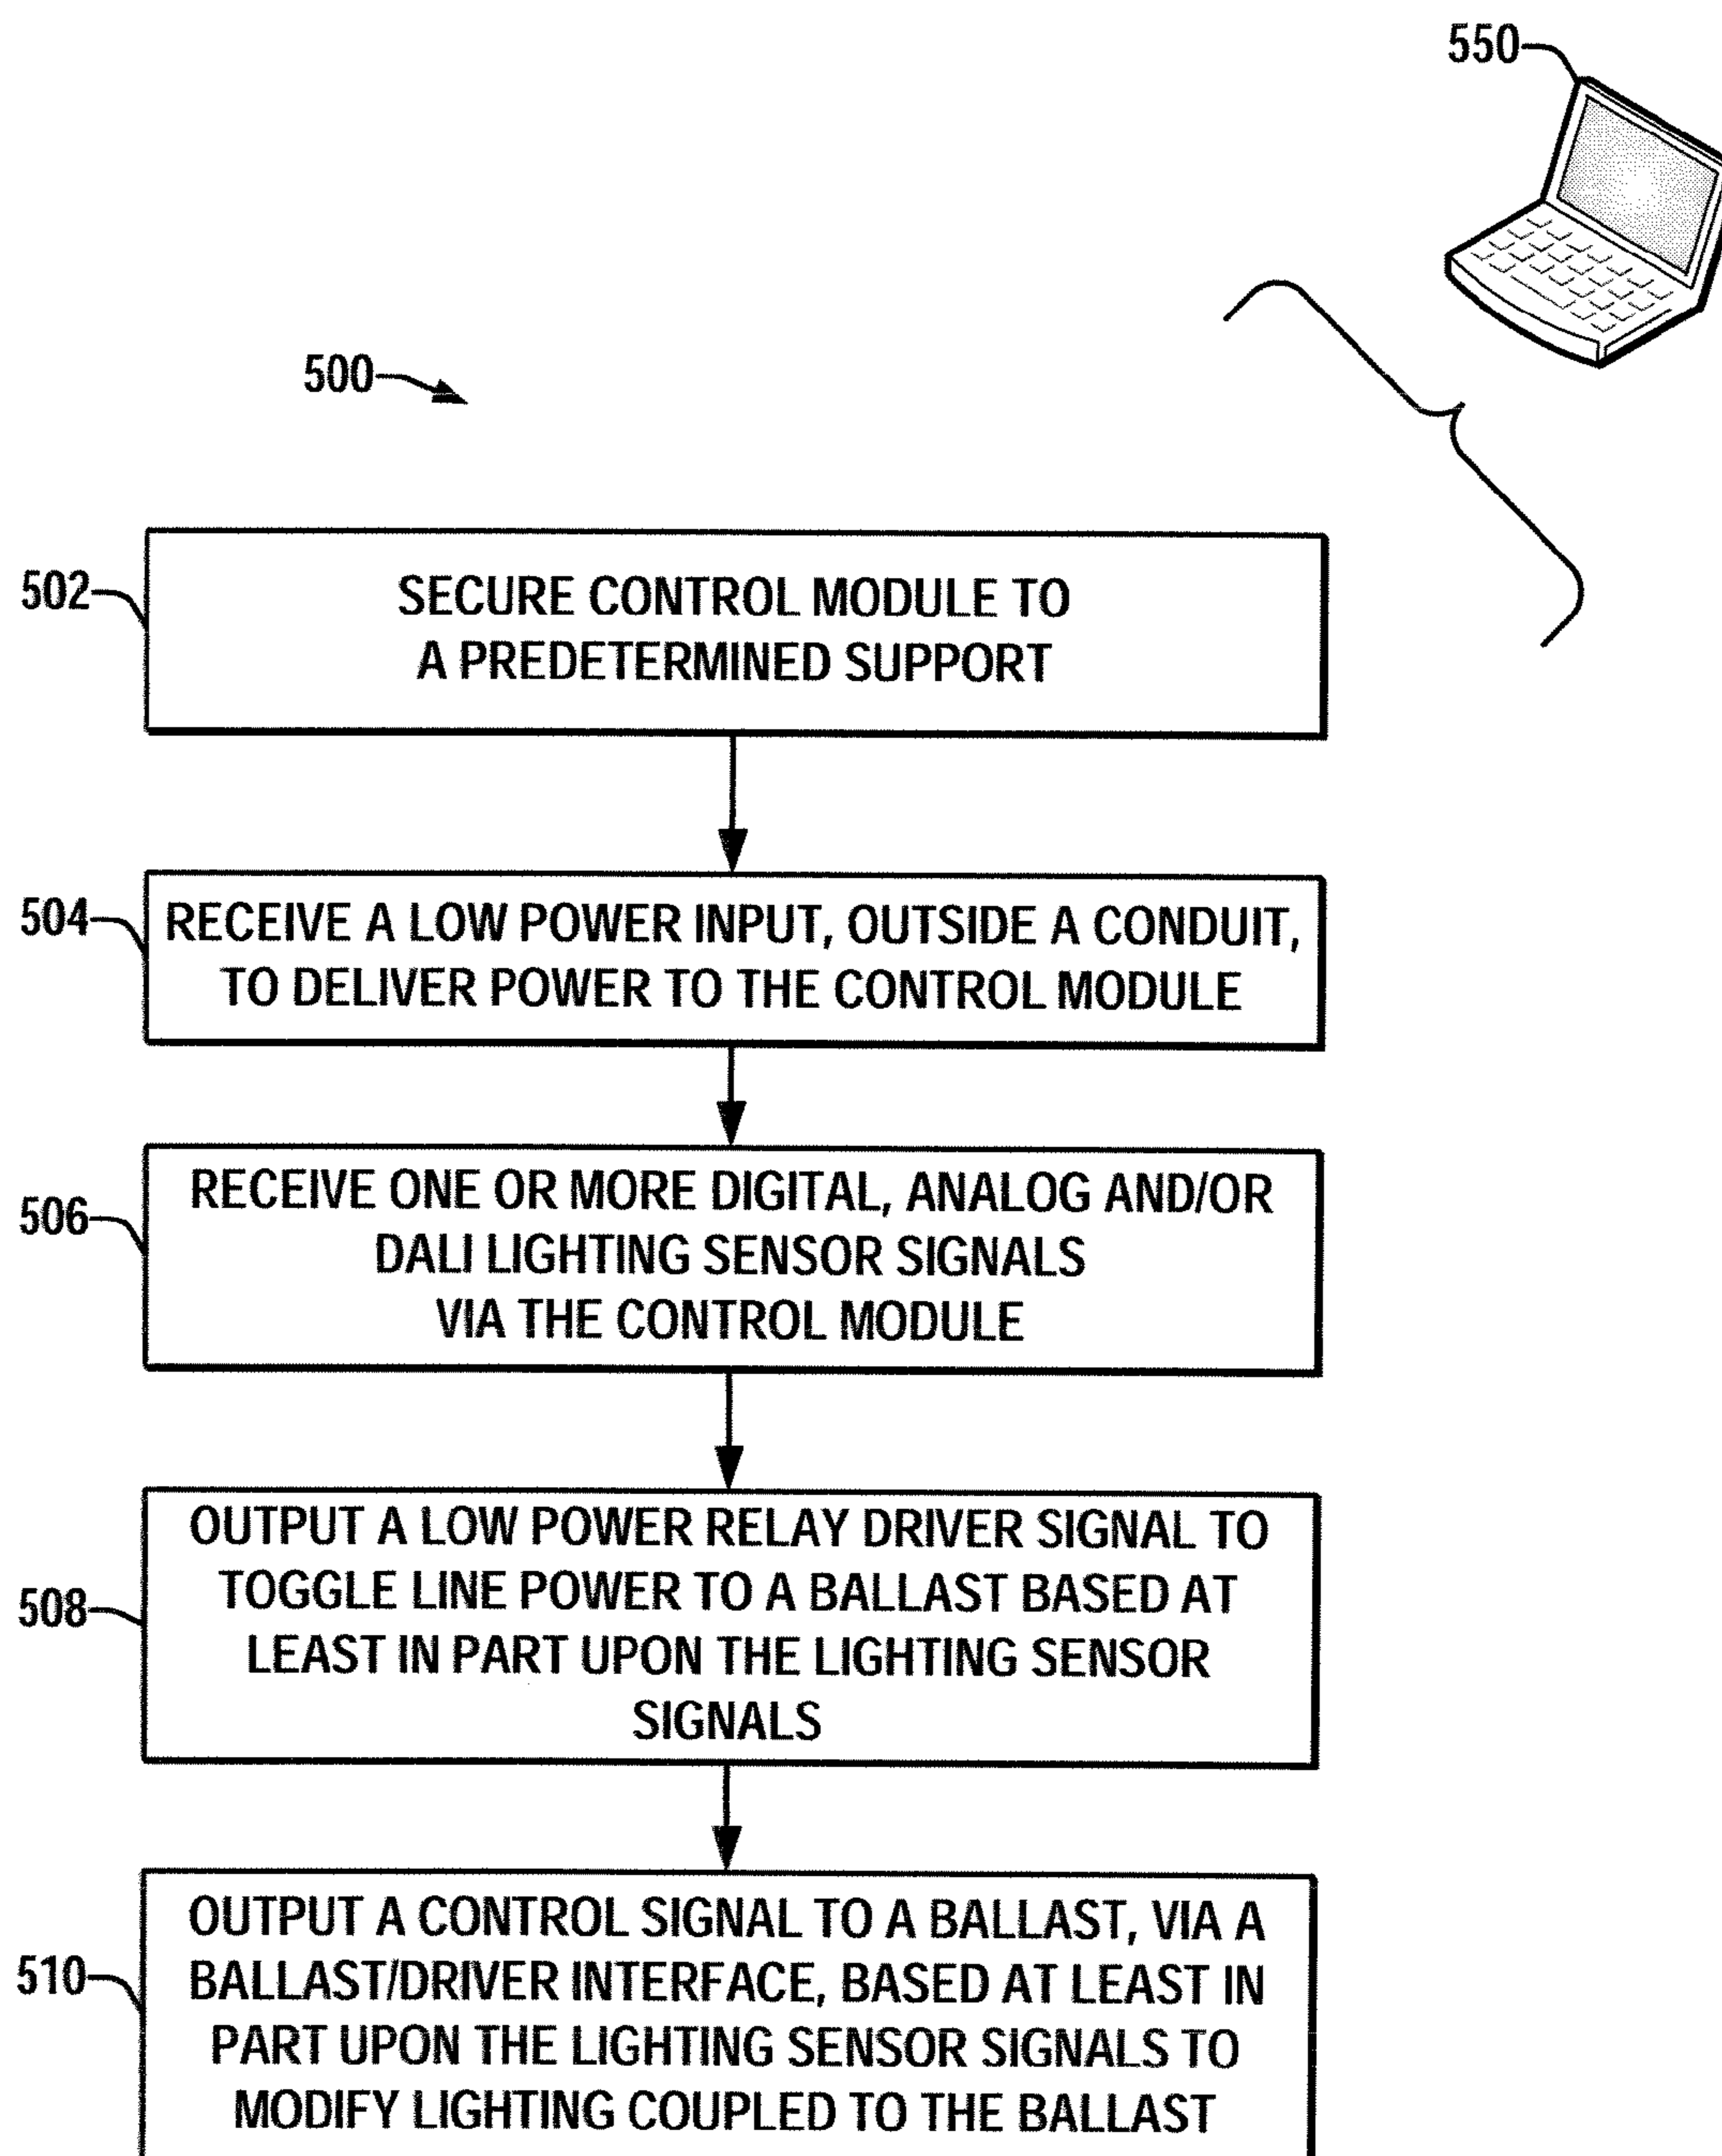 550
500
502
SECURE CONTROL MODULE TO
A PREDETERMINED SUPPORT
504
RECEIVE A LOW POWER INPUT, OUTSIDE A CONDUIT,
TO DELIVER POWER TO THE CONTROL MODULE
506
RECEIVE ONE OR MORE DIGITAL, ANALOG AND/OR
DALI LIGHTING SENSOR SIGNALS
VIA THE CONTROL MODULE
508
OUTPUT A LOW POWER RELAY DRIVER SIGNAL TO
TOGGLE LINE POWER TO A BALLAST BASED AT
LEAST IN PART UPON THE LIGHTING SENSOR
SIGNALS
510
OUTPUT A CONTROL SIGNAL TO A BALLAST, VIA A
BALLAST/DRIVER INTERFACE, BASED AT LEAST IN
PART UPON THE LIGHTING SENSOR SIGNALS TO
MODIFY LIGHTING COUPLED TO THE BALLAST